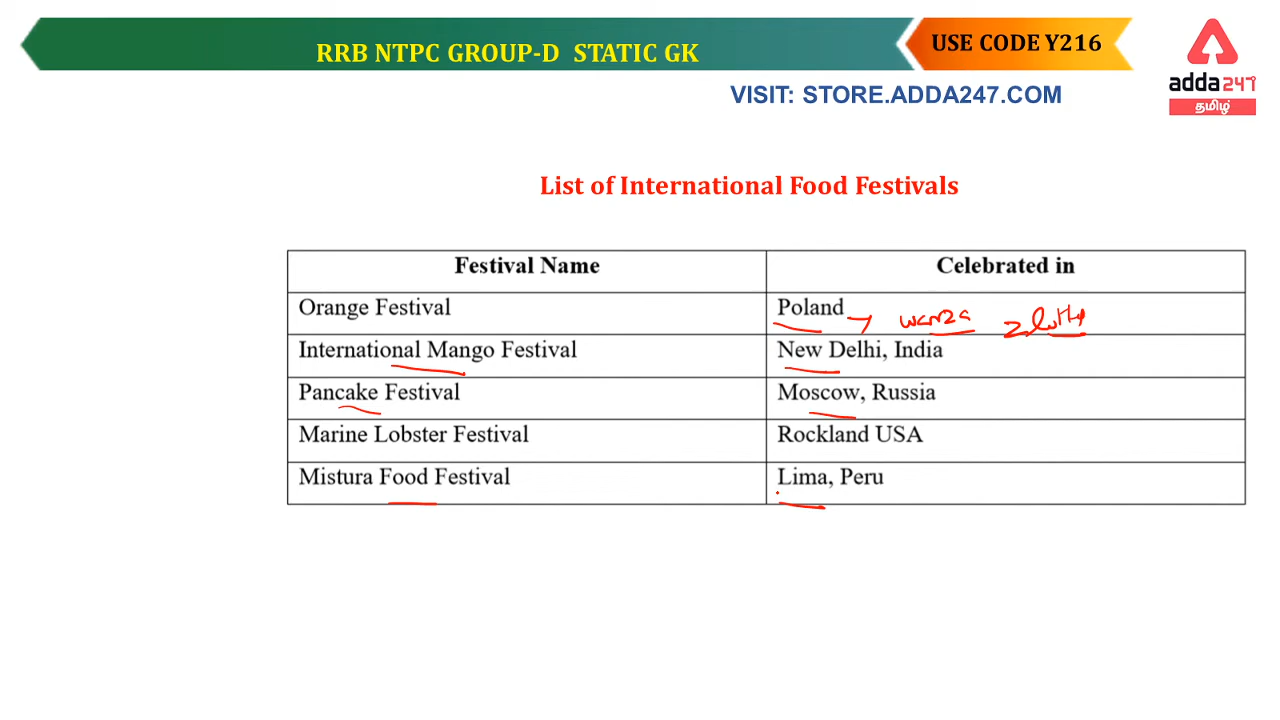 RRB NTPC GROUP-D STATIC GK
USE CODE Y216
adda247
தமிழ்
VISIT: STORE.ADDA247.COM
List of International Food Festivals
Festival Name Celebrated in
Orange Festival Poland
International Mango Festival New Delhi, India
Pancake Festival Moscow, Russia
Marine Lobster Festival Rockland USA
Mistura Food Festival Lima, Peru